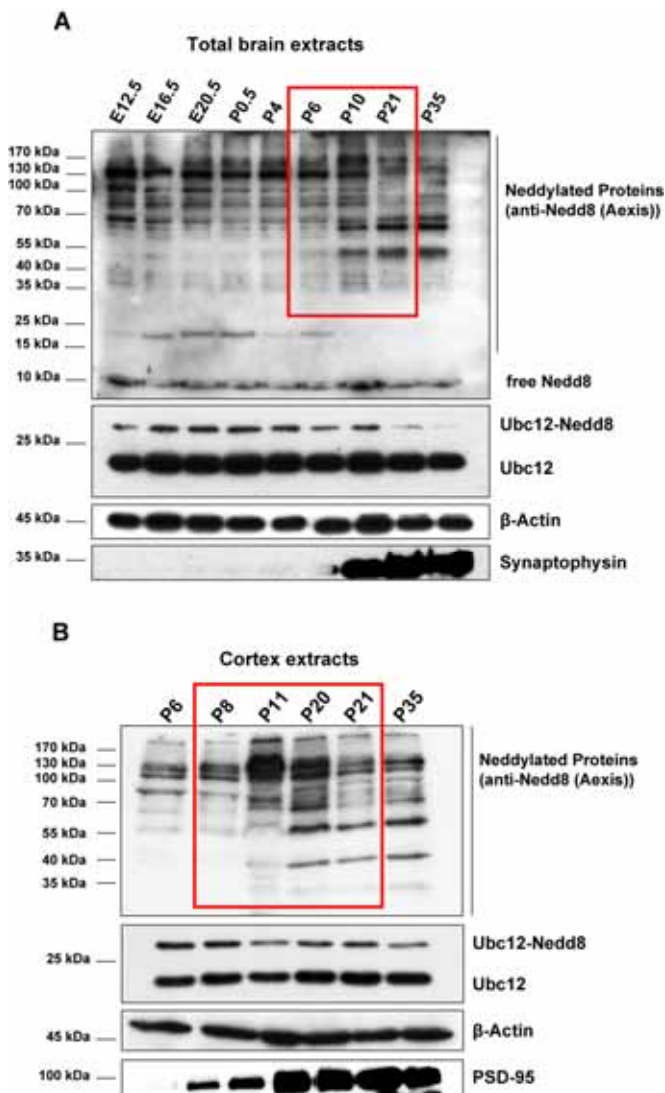 A
Total brain extracts
E12.5 E16.5 E20.5 P0.5 P4 P6 P10 P21 P35
170 kDa
130 kDa
100 kDa
70 kDa
55 kDa
40 kDa
35 kDa
25 kDa
15 kDa
10 kDa
Neddylated Proteins
(anti-Nedd8 (Aexis))
free Nedd8
Ubc12-Nedd8
25 kDa
Ubc12
45 kDa
β-Actin
35 kDa
Synaptophysin
B
Cortex extracts
P6 P8 P11 P20 P21 P35
170 kDa
130 kDa
100 kDa
70 kDa
55 kDa
40 kDa
35 kDa
Neddylated Proteins
(anti-Nedd8 (Aexis))
Ubc12-Nedd8
25 kDa
Ubc12
β-Actin
45 kDa
100 kDa
PSD-95